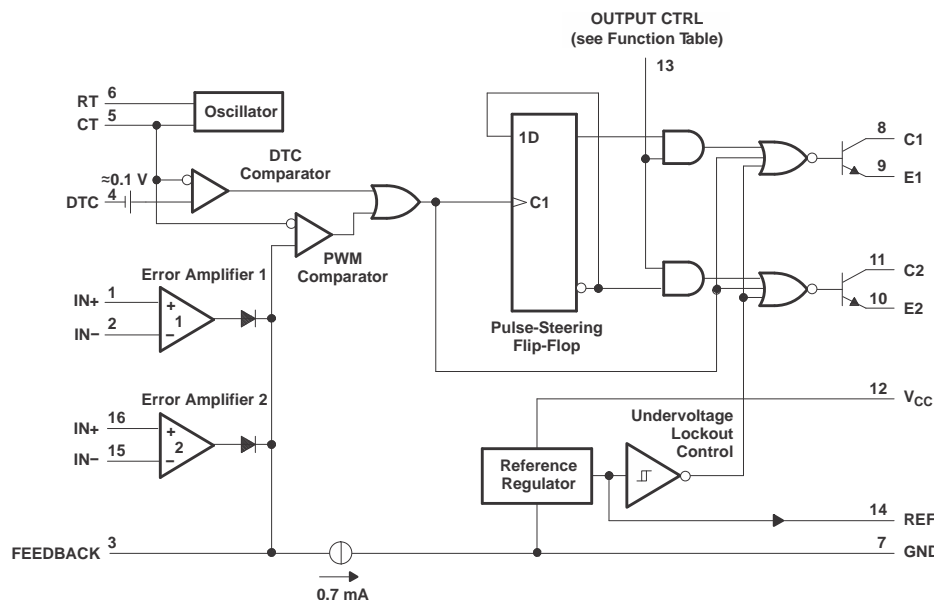 OUTPUT CTRL
(see Function Table)
13
RT 6
CT 5
Oscillator
DTC
Comparator
≈0.1 V
DTC 4
PWM
Comparator
1D
C1
Pulse-Steering
Flip-Flop
8 C1
9 E1
11 C2
10 E2
Error Amplifier 1
IN+ 1
IN− 2
+
1
−
Error Amplifier 2
IN+ 16
IN− 15
+
2
−
12 VCC
Undervoltage
Lockout
Control
Reference
Regulator
14 REF
FEEDBACK 3
7 GND
0.7 mA